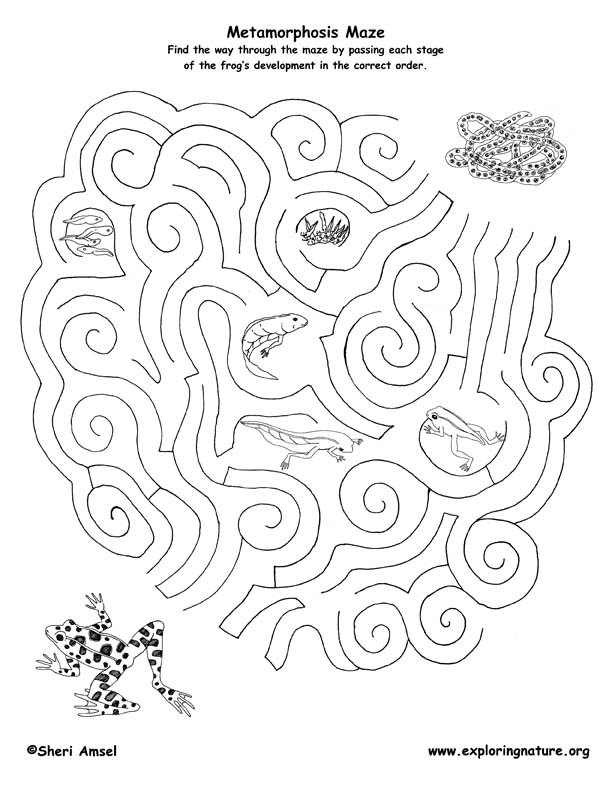 Metamorphosis Maze
Find the way through the maze by passing each stage
of the frog's development in the correct order.
©Sheri Amsel
www.exploringnature.org